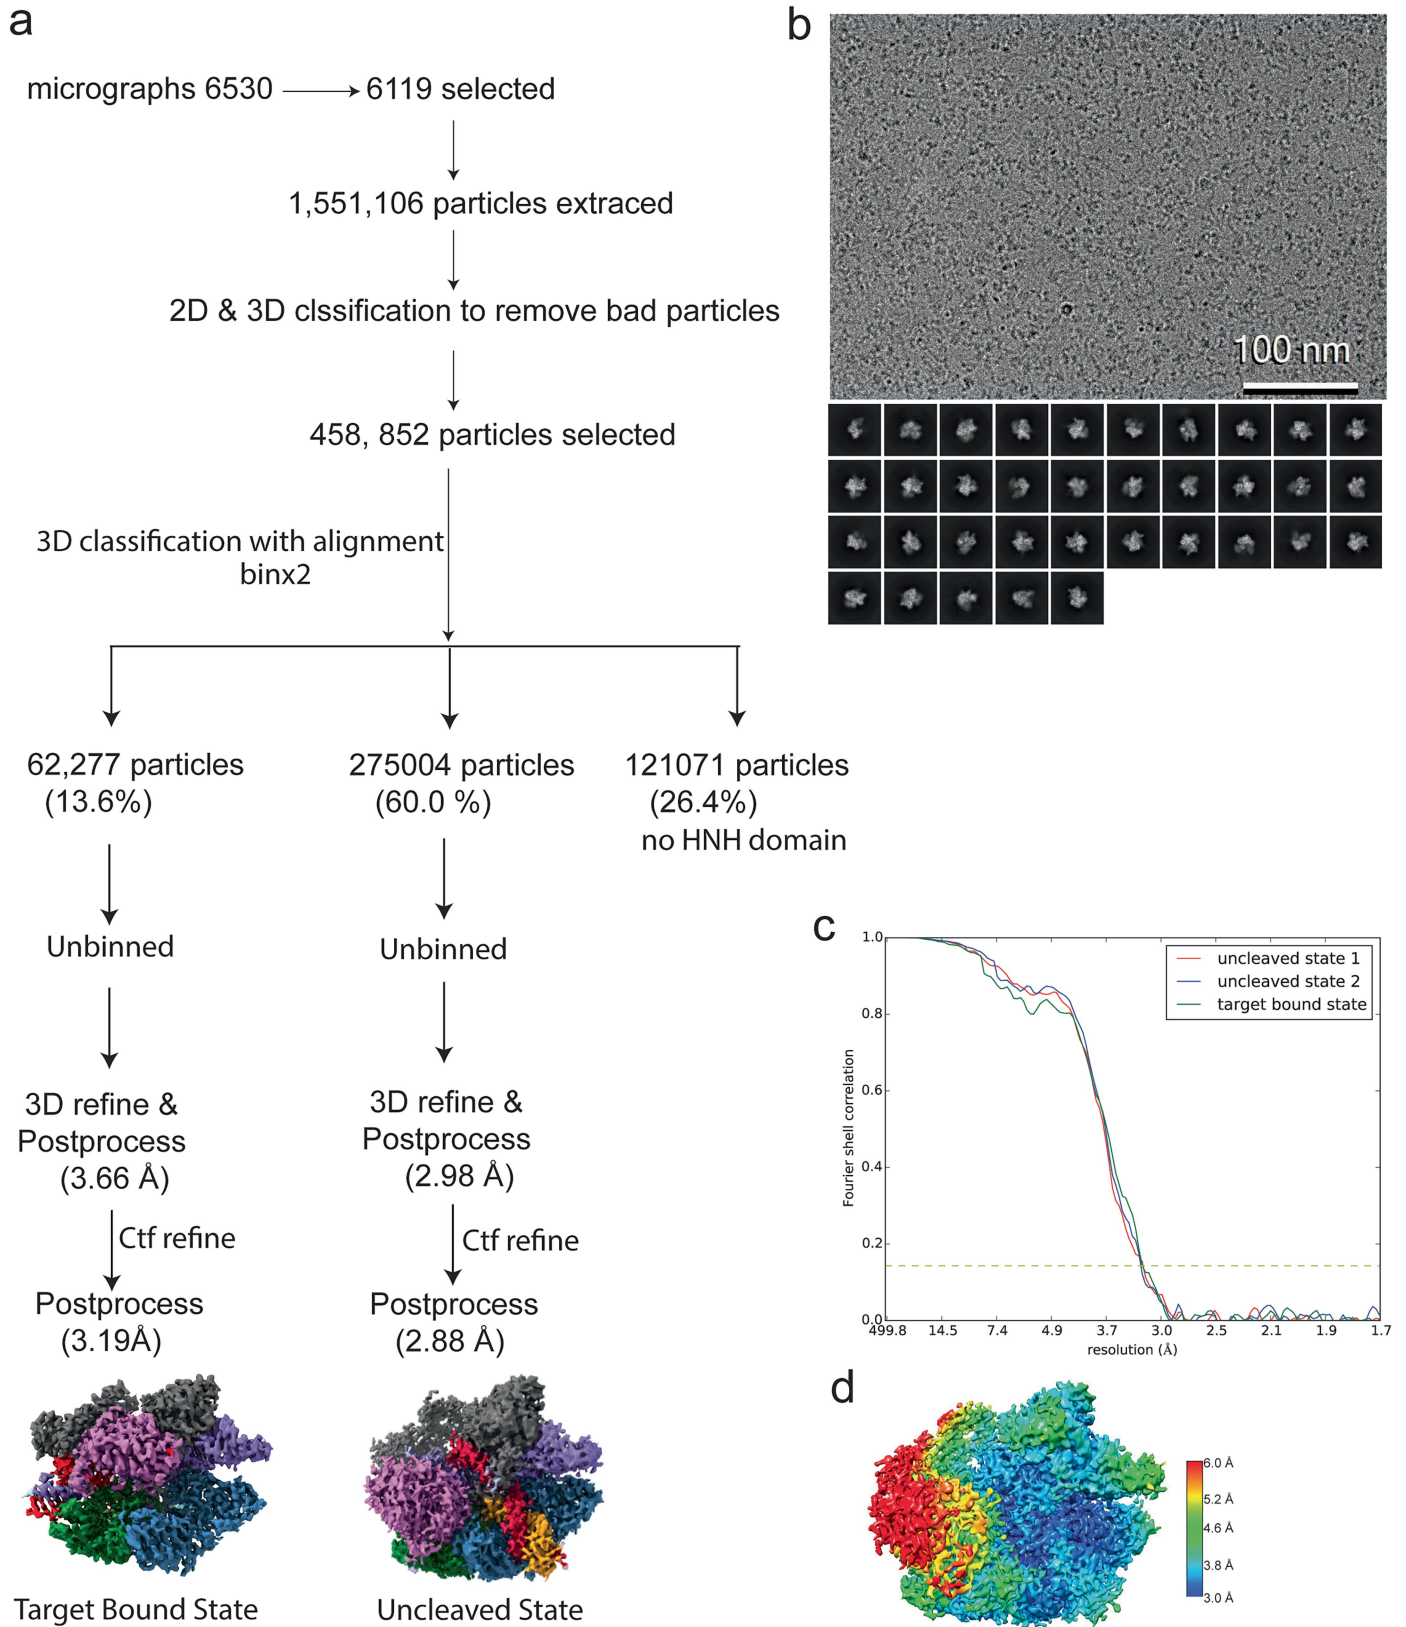 a
micrographs 6530
6119 selected
1,551,106 particles extraced
2D & 3D clssification to remove bad particles
458, 852 particles selected
3D classification with alignment
binx2
62,277 particles
(13.6%)
275004 particles
(60.0 %)
121071 particles
(26.4%)
no HNH domain
Unbinned
Unbinned
3D refine &
Postprocess
(3.66 Å)
3D refine &
Postprocess
(2.98 Å)
Ctf refine
Ctf refine
Postprocess
(3.19Å)
Postprocess
(2.88 Å)
Target Bound State
Uncleaved State
b
100 nm
c
1.0
0.8
0.6
0.4
0.2
0.0
Fourier shell correlation
uncleaved state 1
uncleaved state 2
target bound state
499.8 14.5 7.4 4.9 3.7 3.0 2.5 2.1 1.9 1.7
resolution (Å)
d
6.0 Å
5.2 Å
4.6 Å
3.8 Å
3.0 Å